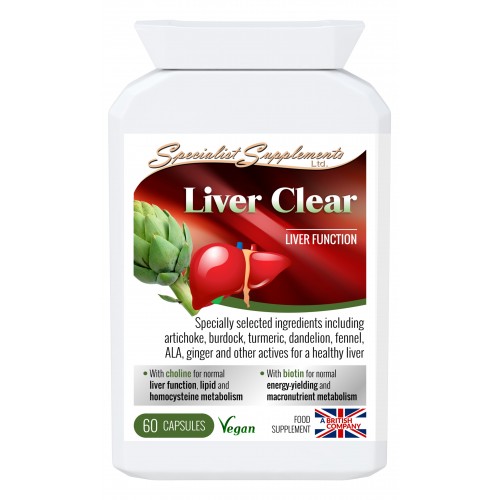 Specialist Supplements
Ltd.
Liver Clear
LIVER FUNCTION
Specially selected ingredients including
artichoke, burdock, turmeric, dandelion, fennel,
ALA, ginger and other actives for a healthy liver
• With choline for normal
liver function, lipid and
homocysteine metabolism
• With biotin for normal
energy-yielding and
macronutrient metabolism
60 CAPSULES
Vegan
FOOD
SUPPLEMENT
A BRITISH
COMPANY